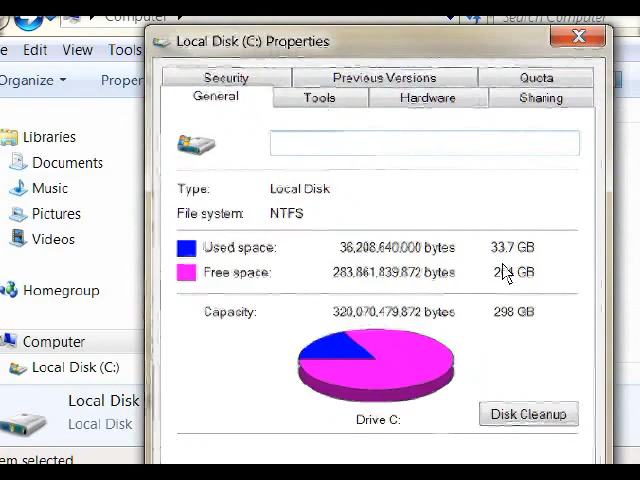 Computer
Search Computer
Edit View Tools
Local Disk (C:) Properties
Organize Proper
Security Previous Versions Quota
General Tools Hardware Sharing
Libraries
Documents
Music
Pictures
Videos
Homegroup
Computer
Local Disk (C:)
Local Disk
Local Disk
em selected
Type: Local Disk
File system: NTFS
Used space: 36,208,640,000 bytes 33.7 GB
Free space: 283,861,839,872 bytes GB
Capacity: 320,070,479,872 bytes 298 GB
Drive C:
Disk Cleanup